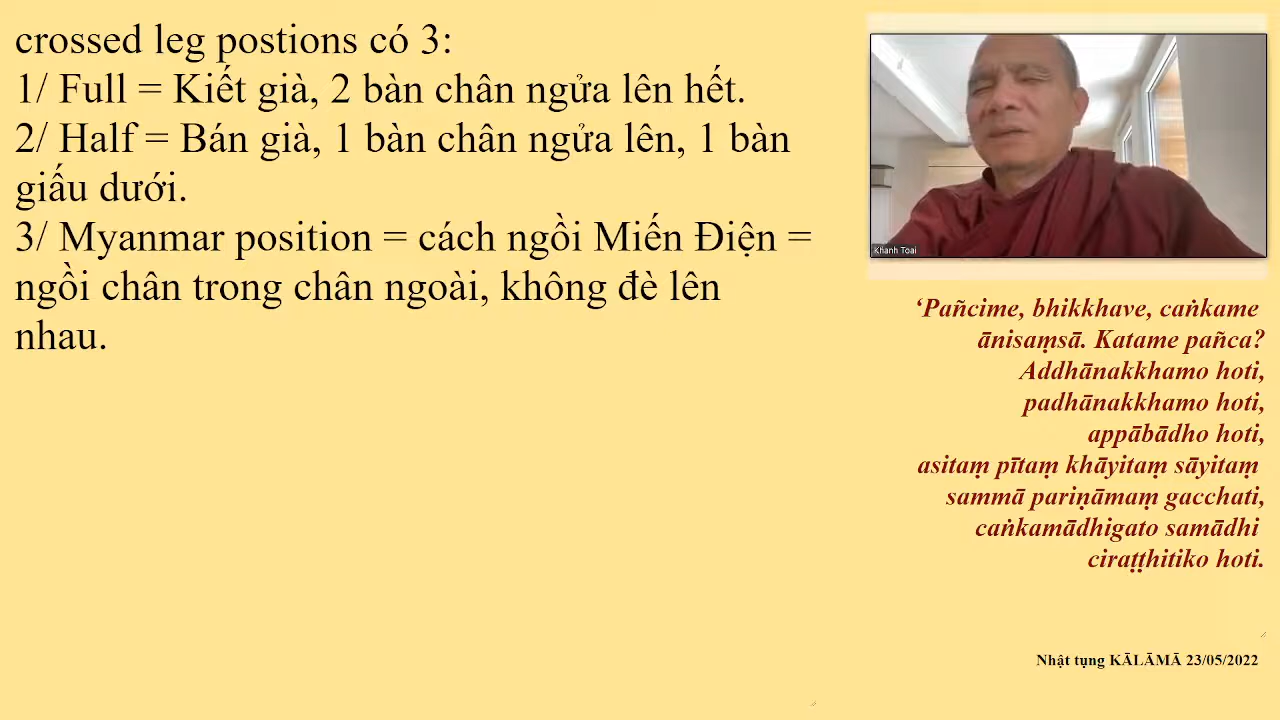 crossed leg postions có 3:
1/ Full = Kiết già, 2 bàn chân ngửa lên hết.
2/ Half = Bán già, 1 bàn chân ngửa lên, 1 bàn
giấu dưới.
3/ Myanmar position = cách ngồi Miến Điện =
ngồi chân trong chân ngoài, không đè lên
nhau.
Khanh Toai
‘Pañcime, bhikkhave, caṅkame
ānisaṃsā. Katame pañca?
Addhānakkhamo hoti,
padhānakkhamo hoti,
appābādho hoti,
asitaṃ pītaṃ khāyitaṃ sāyitaṃ
sammā pariṇāmaṃ gacchati,
caṅkamādhigato samādhi
ciraṭṭhitiko hoti.
Nhật tụng KĀLĀMĀ 23/05/2022